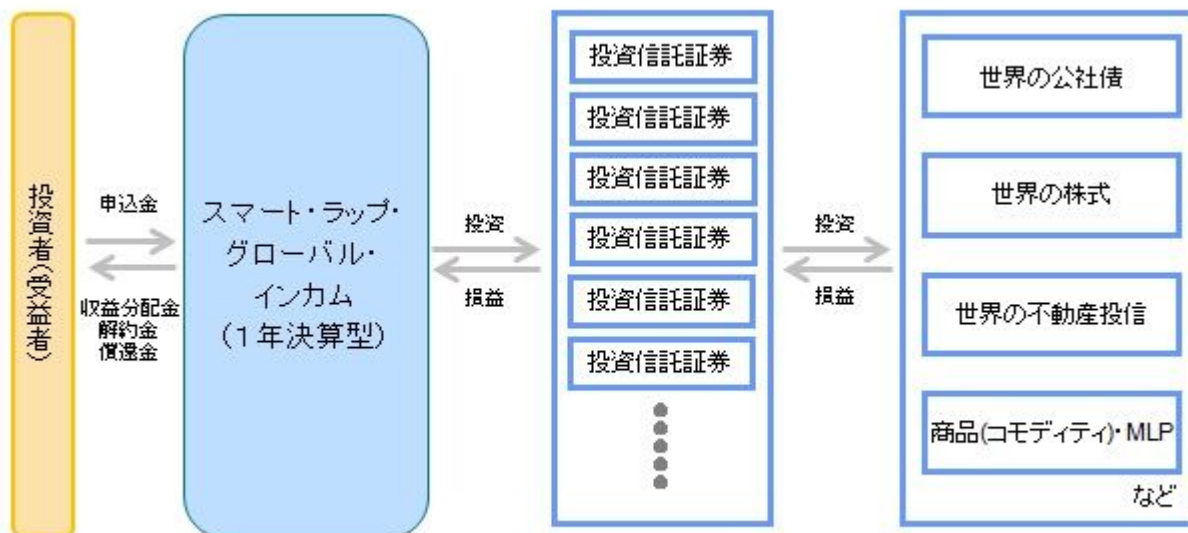 投資者(受益者)
申込金
収益分配金
解約金
償還金
スマート・ラップ・
グローバル・
インカム
(1年決算型)
投資
損益
投資信託証券
投資信託証券
投資信託証券
投資信託証券
投資信託証券
投資信託証券
投資
損益
世界の公社債
世界の株式
世界の不動産投信
商品(コモディティ)・MLP
など